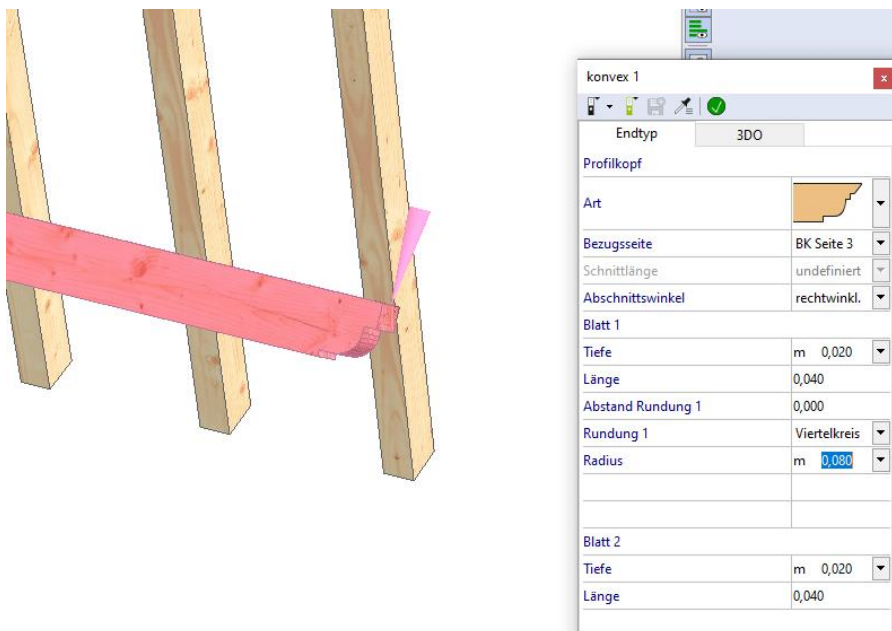 konvex 1
x
Endtyp 3DO
Profilkopf
Art
Bezugsseite BK Seite 3
Schnittlänge undefiniert
Abschnittswinkel rechtwinkl.
Blatt 1
Tiefe m 0,020
Länge 0,040
Abstand Rundung 1 0,000
Rundung 1 Viertelkreis
Radius m 0,080
Blatt 2
Tiefe m 0,020
Länge 0,040